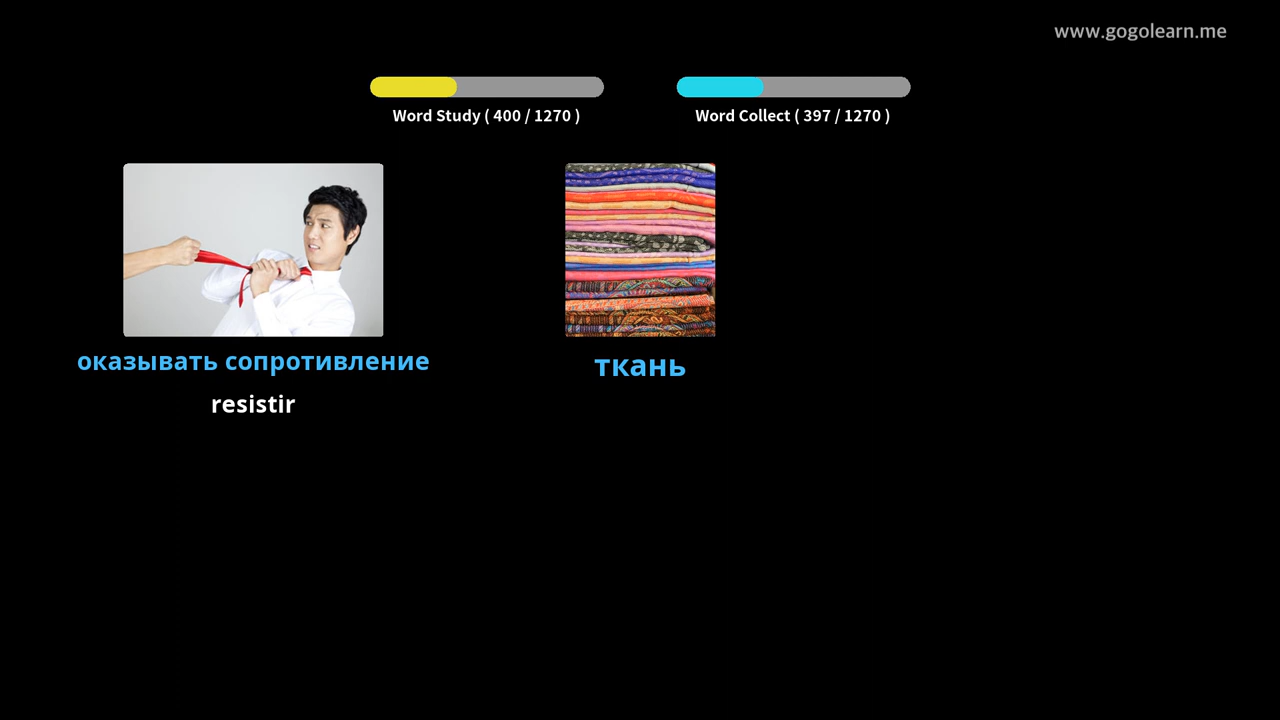 www.gogolearn.me
Word Study ( 400 / 1270 )
Word Collect ( 397 / 1270 )
оказывать сопротивление
resistir
ткань